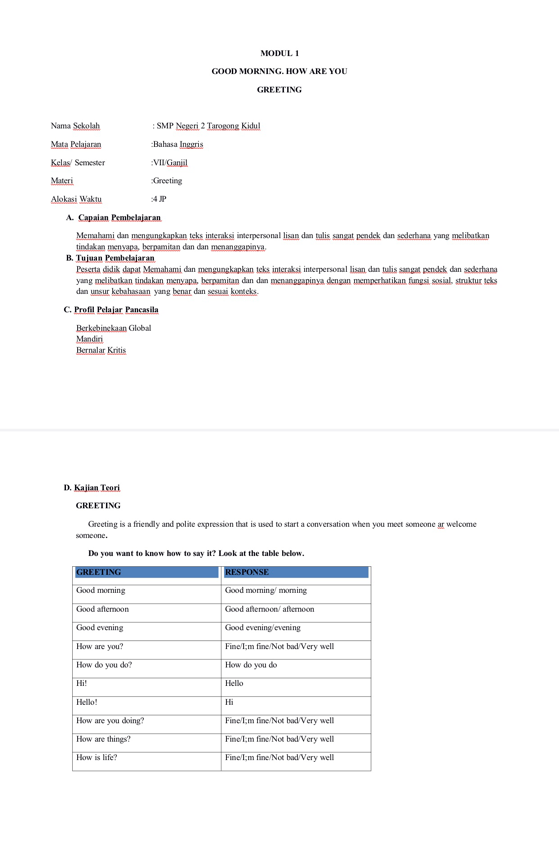 MODUL 1
GOOD MORNING. HOW ARE YOU
GREETING
Nama Sekolah : SMP Negeri 2 Tarogong Kidul
Mata Pelajaran :Bahasa Inggris
Kelas/ Semester :VII/Ganjil
Materi :Greeting
Alokasi Waktu :4 JP
A. Capaian Pembelajaran
Memahami dan mengungkapkan teks interaksi interpersonal lisan dan tulis sangat pendek dan sederhana yang melibatkan
tindakan menyapa, berpamitan dan dan menanggapinya.
B. Tujuan Pembelajaran
Peserta didik dapat Memahami dan mengungkapkan teks interaksi interpersonal lisan dan tulis sangat pendek dan sederhana
yang melibatkan tindakan menyapa, berpamitan dan dan menanggapinya dengan memperhatikan fungsi sosial, struktur teks
dan unsur kebahasaan yang benar dan sesuai konteks.
C. Profil Pelajar Pancasila
Berkebinekaan Global
Mandiri
Bernalar Kritis
D. Kajian Teori
GREETING
Greeting is a friendly and polite expression that is used to start a conversation when you meet someone ar welcome
someone.
Do you want to know how to say it? Look at the table below.
GREETING RESPONSE
Good morning Good morning/ morning
Good afternoon Good afternoon/ afternoon
Good evening Good evening/evening
How are you? Fine/I;m fine/Not bad/Very well
How do you do? How do you do
Hi! Hello
Hello! Hi
How are you doing? Fine/I;m fine/Not bad/Very well
How are things? Fine/I;m fine/Not bad/Very well
How is life? Fine/I;m fine/Not bad/Very well